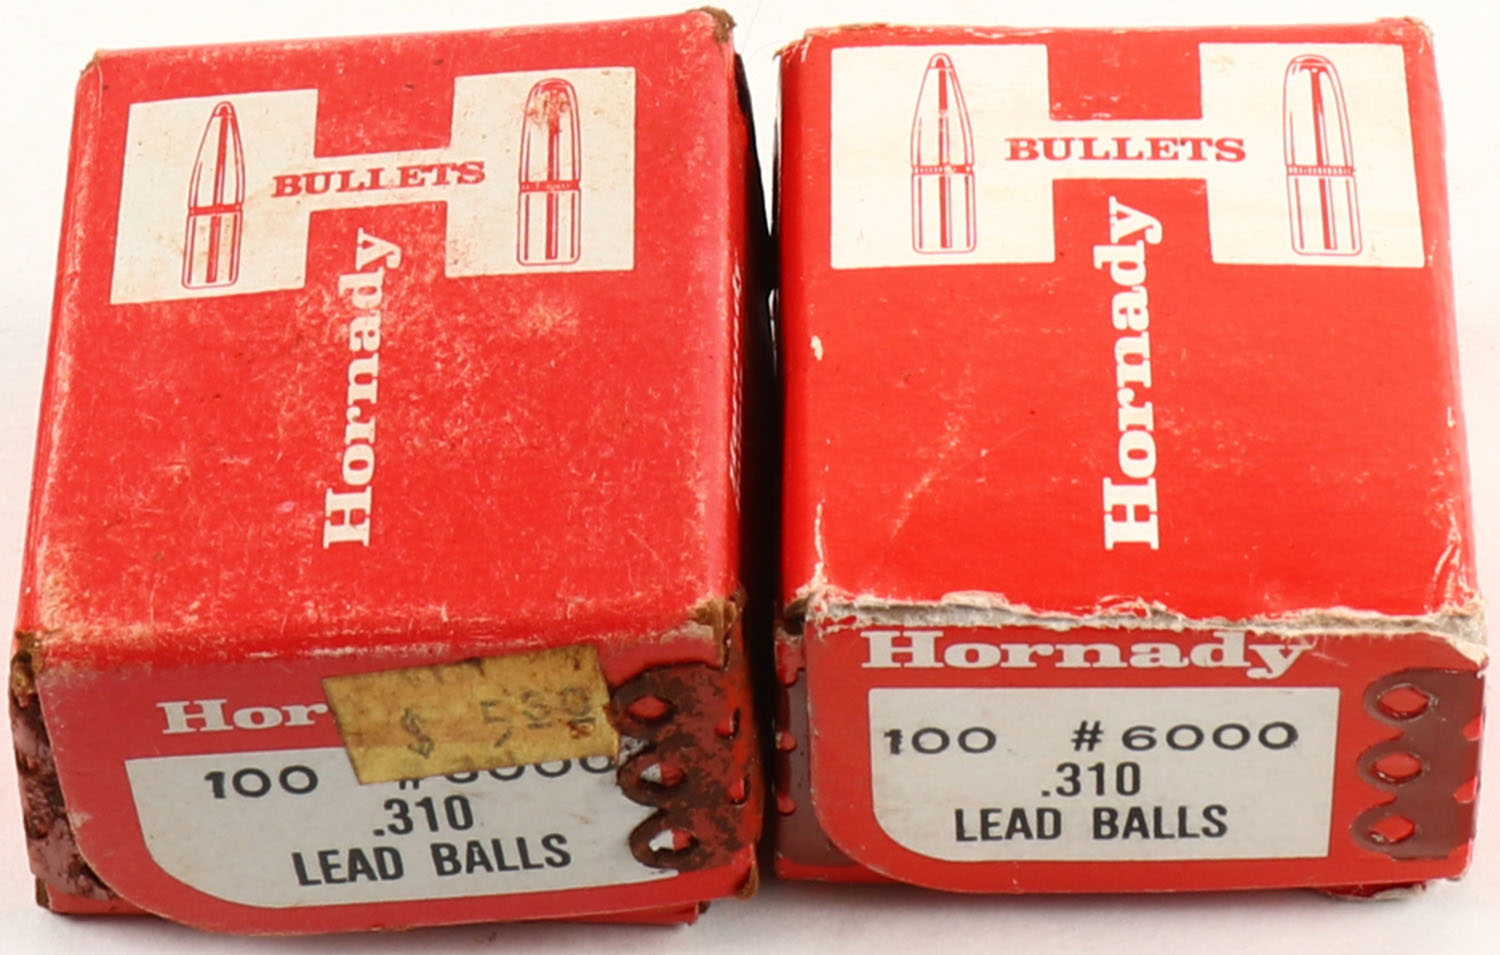 BULLETS
Hornady
Hor
100
.310
LEAD BALLS
BULLETS
Hornady
Hornady
100 #6000
.310
LEAD BALLS